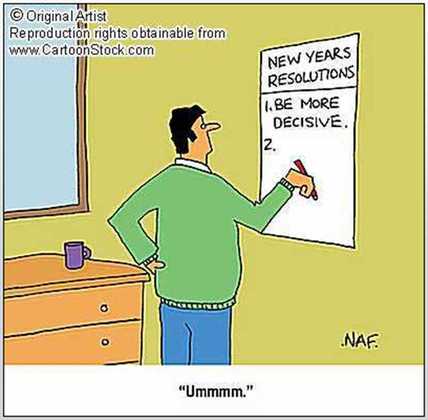 © Original Artist
Reproduction rights obtainable from
www.CartoonStock.com
NEW YEARS
RESOLUTIONS
1. BE MORE
DECISIVE.
2.
.NAF.
“Ummmm.”